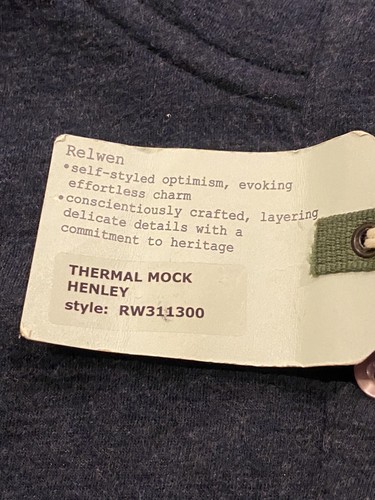 Relwen
•self-styled optimism, evoking
effortless charm
•conscientiously crafted, layering
delicate details with a
commitment to heritage
THERMAL MOCK
HENLEY
style: RW311300